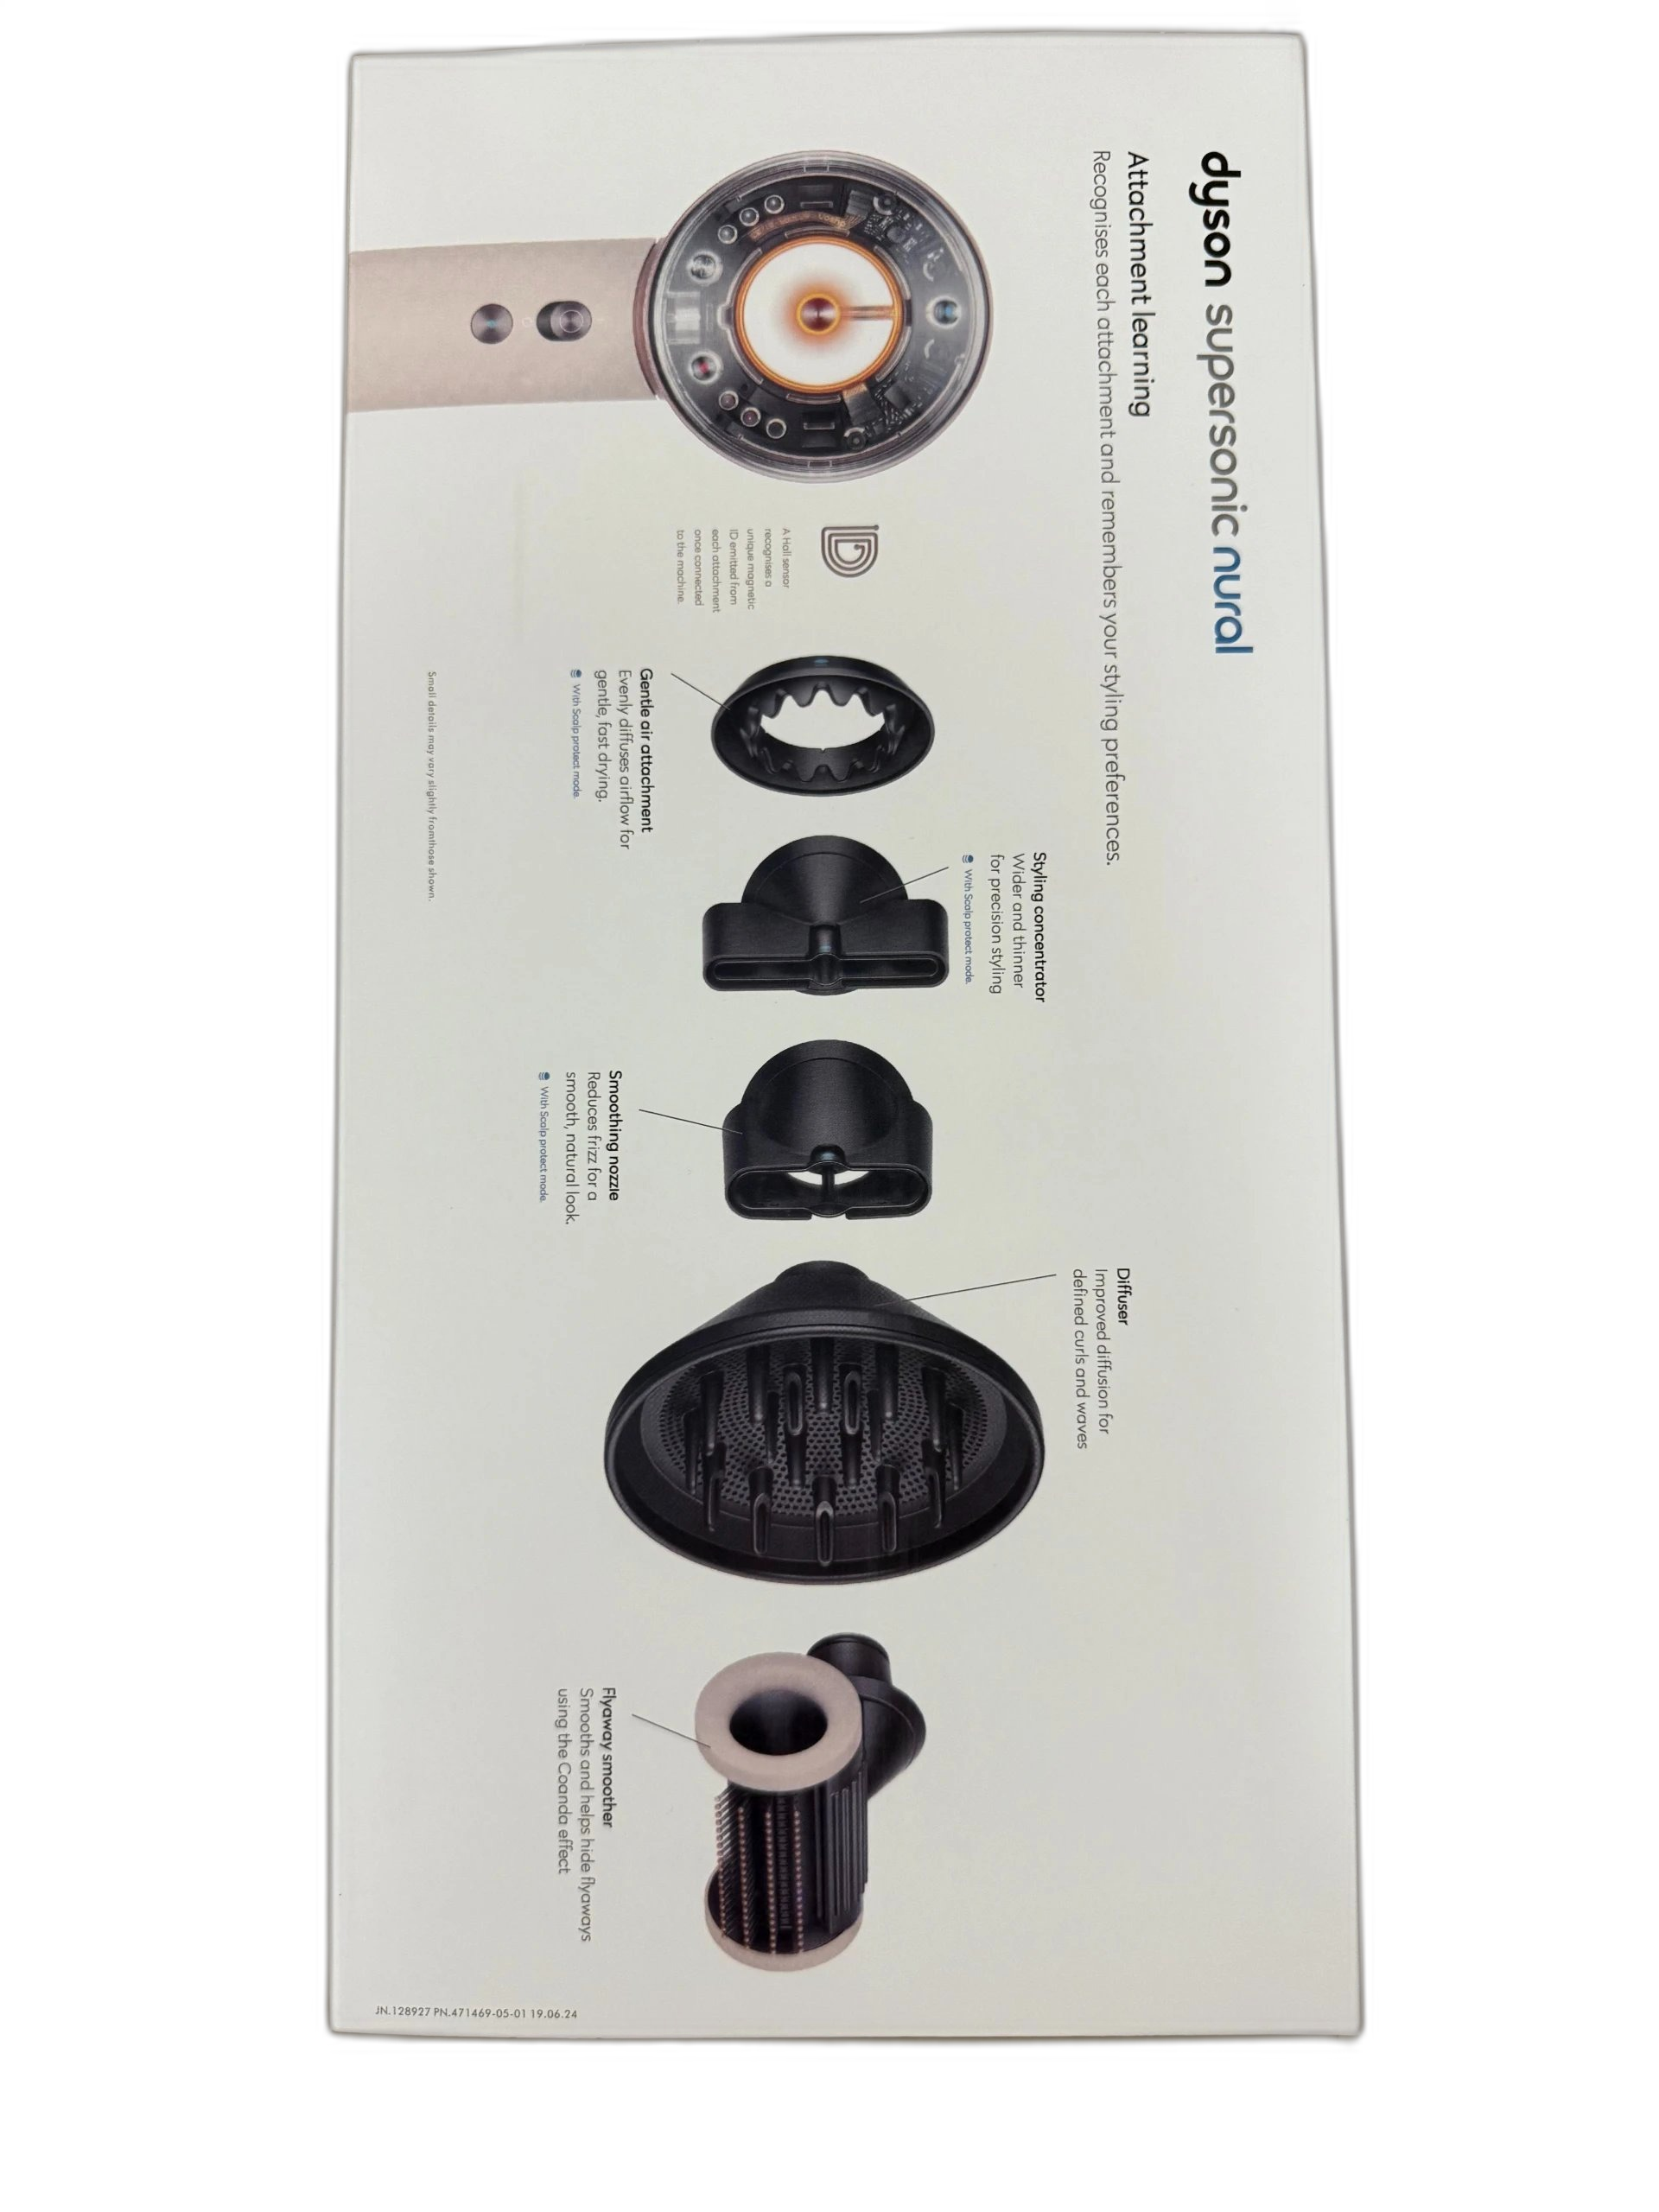 dyson supersonic nural
Attachment learning
Recognises each attachment and remembers your styling preferences.
A Hall sensor
recognises a
unique magnetic
ID emitted from
each attachment
once connected
to the machine.
Gentle air attachment
Evenly diffuses airflow for
gentle, fast drying.
With Scalp protect mode.
Styling concentrator
Wider and thinner
for precision styling
With Scalp protect mode.
Smoothing nozzle
Reduces frizz for a
smooth, natural look.
With Scalp protect mode.
Diffuser
Improved diffusion for
defined curls and waves
Flyaway smoother
Smooths and helps hide flyaways
using the Coanda effect
Small details may vary slightly fromthose shown.
JN.128927 PN.471469-05-01 19.06.24